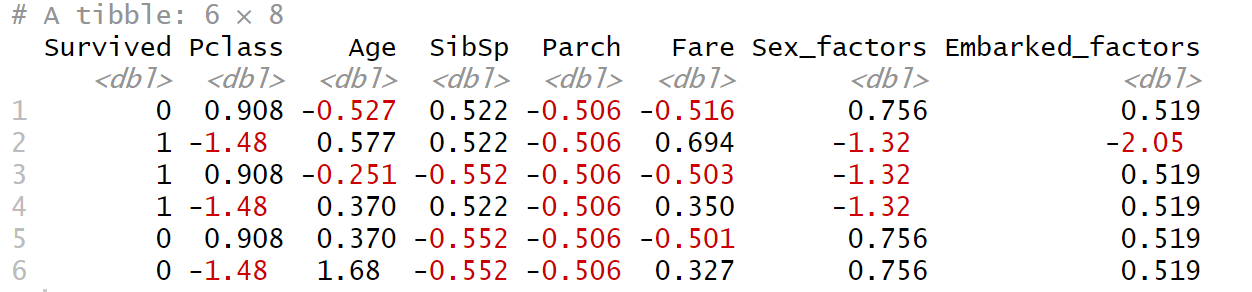 # A tibble: 6 × 8
Survived Pclass Age SibSp Parch Fare Sex_factors Embarked_factors
<dbl> <dbl> <dbl> <dbl> <dbl> <dbl> <dbl> <dbl>
1 0 0.908 -0.527 0.522 -0.506 -0.516 0.756 0.519
2 1 -1.48 0.577 0.522 -0.506 0.694 -1.32 -2.05
3 1 0.908 -0.251 -0.552 -0.506 -0.503 -1.32 0.519
4 1 -1.48 0.370 0.522 -0.506 0.350 -1.32 0.519
5 0 0.908 0.370 -0.552 -0.506 -0.501 0.756 0.519
6 0 -1.48 1.68 -0.552 -0.506 0.327 0.756 0.519